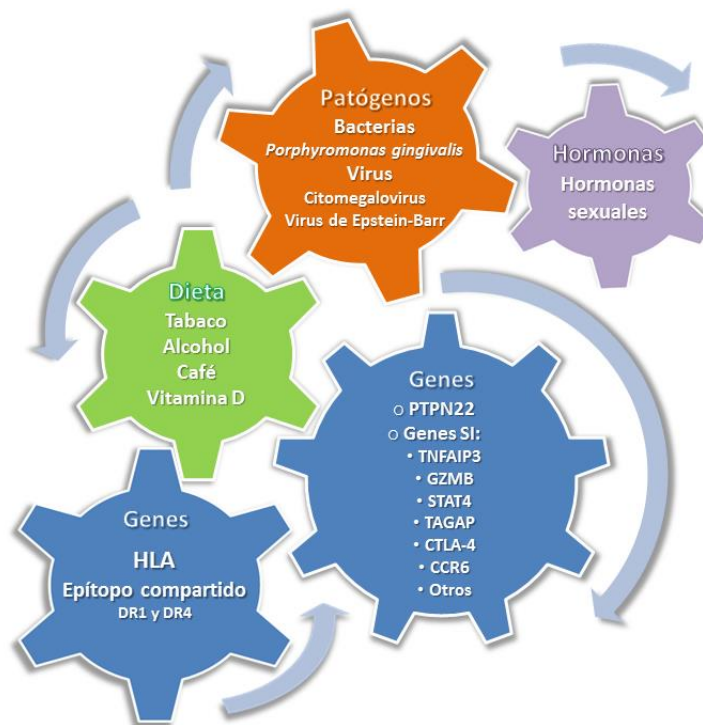 Patógenos
Bacterias
Porphyromonas gingivalis
Virus
Citomegalovirus
Virus de Epstein-Barr
Hormonas
Hormonas
sexuales
Dieta
Tabaco
Alcohol
Café
Vitamina D
Genes
o PTPN22
o Genes SI:
• TNFAIP3
• GZMB
• STAT4
• TAGAP
• CTLA-4
• CCR6
• Otros
Genes
HLA
Epítopo compartido
DR1 y DR4